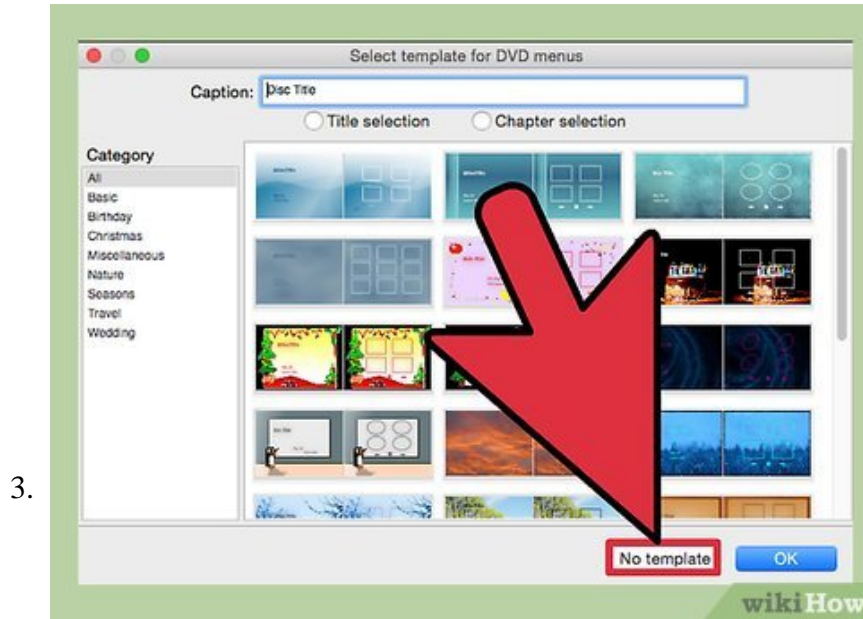 Select template for DVD menus
Caption: Disc Title
Title selection Chapter selection
Category
All
Basic
Birthday
Christmas
Miscellaneous
Nature
Seasons
Travel
Wedding
3.
No template OK
wikiHow